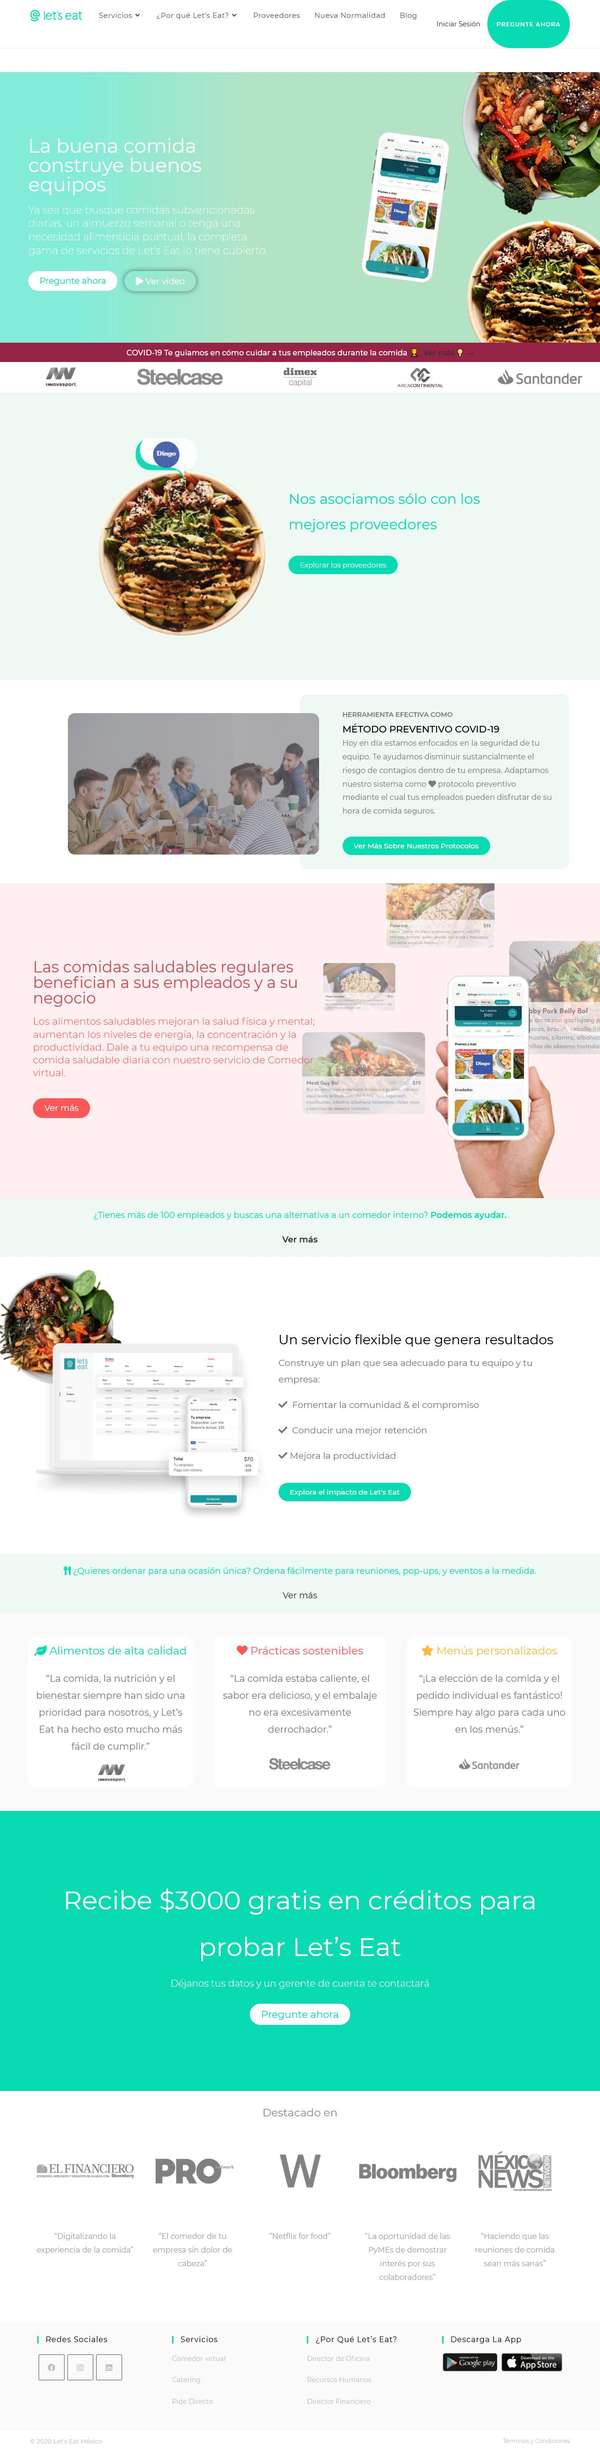 let's eat
Servicios
¿Por qué Let's Eat?
Proveedores
Nueva Normalidad
Blog
Iniciar Sesión
PREGUNTE AHORA
La buena comida
construye buenos
equipos
Ya sea que busque comidas subvencionadas
diarias, un almuerzo semanal o tenga una
necesidad alimenticia puntual, la completa
gama de servicios de Let's Eat lo tiene cubierto
Pregunte ahora
Ver video
COVID-19 Te guiamos en cómo cuidar a tus empleados durante la comida
Ver más
innovasport
Steelcase
dimex
capital
ARCACONTINENTAL
Santander
Diego
Nos asociamos sólo con los
mejores proveedores
Explorar los proveedores
HERRAMIENTA EFECTIVA COMO
MÉTODO PREVENTIVO COVID-19
Hoy en día estamos enfocados en la seguridad de tu
equipo. Te ayudamos disminuir sustancialmente el
riesgo de contagios dentro de tu empresa. Adaptamos
nuestro sistema como protocolo preventivo
mediante el cual tus empleados pueden disfrutar de su
hora de comida seguros.
Ver Más Sobre Nuestros Protocolos
Las comidas saludables regulares
benefician a sus empleados y a su
negocio
Los alimentos saludables mejoran la salud física y mental;
aumentan los niveles de energía, la concentración y la
productividad. Dale a tu equipo una recompensa de
comida saludable diaria con nuestro servicio de Comedor
virtual.
Ver más
¿Tienes más de 100 empleados y buscas una alternativa a un comedor interno? Podemos ayudar.
Ver más
let's
eat
Total
$70
Un servicio flexible que genera resultados
Construye un plan que sea adecuado para tu equipo y tu
empresa:
Fomentar la comunidad & el compromiso
Conducir una mejor retención
Mejora la productividad
Explora el impacto de Let's Eat
¿Quieres ordenar para una ocasión única? Ordena fácilmente para reuniones, pop-ups, y eventos a la medida.
Ver más
Alimentos de alta calidad
“La comida, la nutrición y el
bienestar siempre han sido una
prioridad para nosotros, y Let's
Eat ha hecho esto mucho más
fácil de cumplir.”
innovasport
Prácticas sostenibles
“La comida estaba caliente, el
sabor era delicioso, y el embalaje
no era excesivamente
derrochador.”
Steelcase
Menús personalizados
“¡La elección de la comida y el
pedido individual es fantástico!
Siempre hay algo para cada uno
en los menús.”
Santander
Recibe $3000 gratis en créditos para
probar Let's Eat
Déjanos tus datos y un gerente de cuenta te contactará
Pregunte ahora
Destacado en
EL FINANCIERO
Bloomberg
“Digitalizando la
experiencia de la comida”
PRO
network
“El comedor de tu
empresa sin dolor de
cabeza”
W
“Netflix for food”
Bloomberg
“La oportunidad de las
PyMEs de demostrar
interés por sus
colaboradores”
MÉXICO
NEWS
NETWORK
“Haciendo que las
reuniones de comida
sean más sanas”
Redes Sociales
Servicios
Comedor virtual
Catering
Pide Directo
¿Por Qué Let's Eat?
Director de Oficina
Recursos Humanos
Director Financiero
Descarga La App
Google play
Download on the
App Store
© 2020 Let's Eat México
Términos y Condiciones